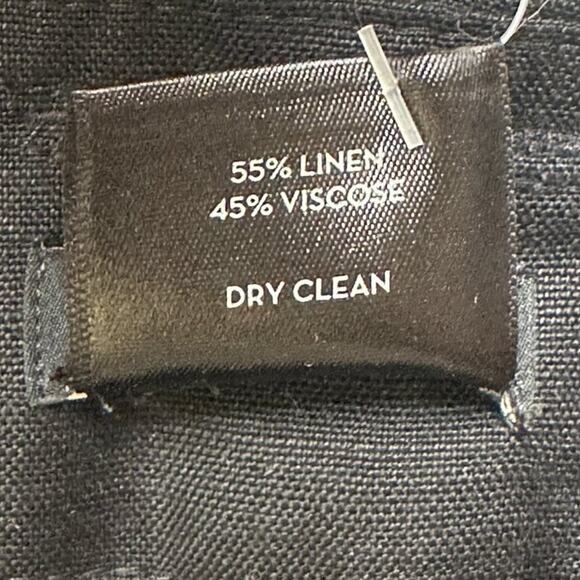 55% LINEN
45% VISCOSE
DRY CLEAN